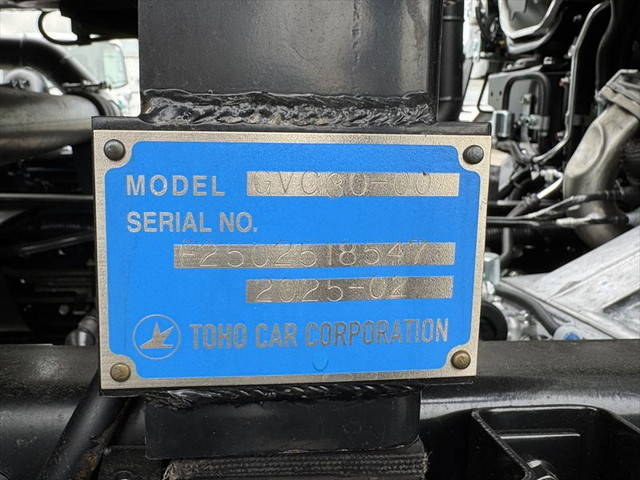 MODEL GVC30-00
SERIAL NO.
F2502518547
2025-02
TOHO CAR CORPORATION